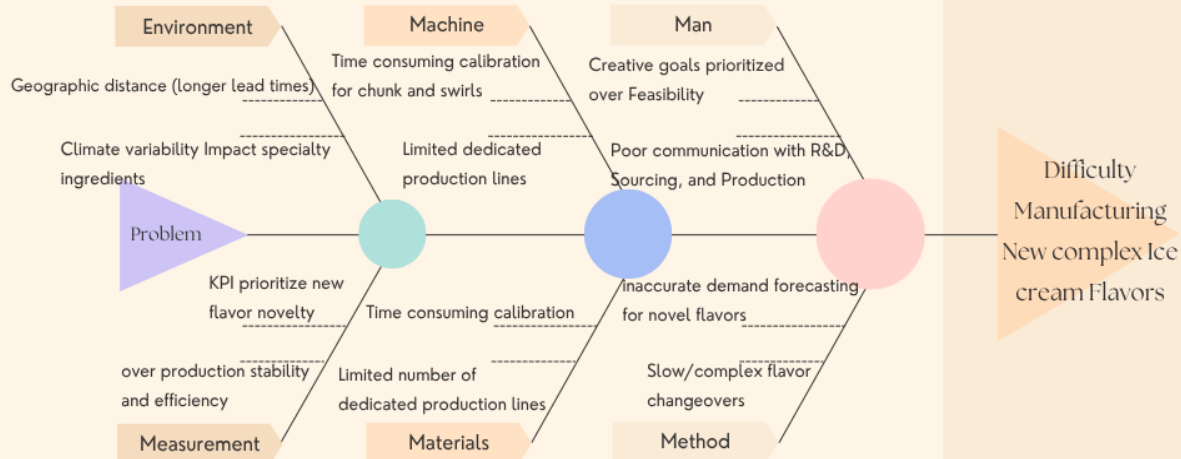 Environment
Geographic distance (longer lead times)
Climate variability Impact specialty
ingredients
Machine
Time consuming calibration
for chunk and swirls
Limited dedicated
production lines
Man
Creative goals prioritized
over Feasibility
Poor communication with R&D,
Sourcing, and Production
Problem
Difficulty
Manufacturing
New complex Ice
cream Flavors
KPI prioritize new
flavor novelty
over production stability
and efficiency
Measurement
Time consuming calibration
Limited number of
dedicated production lines
Materials
inaccurate demand forecasting
for novel flavors
Slow/complex flavor
changeovers
Method